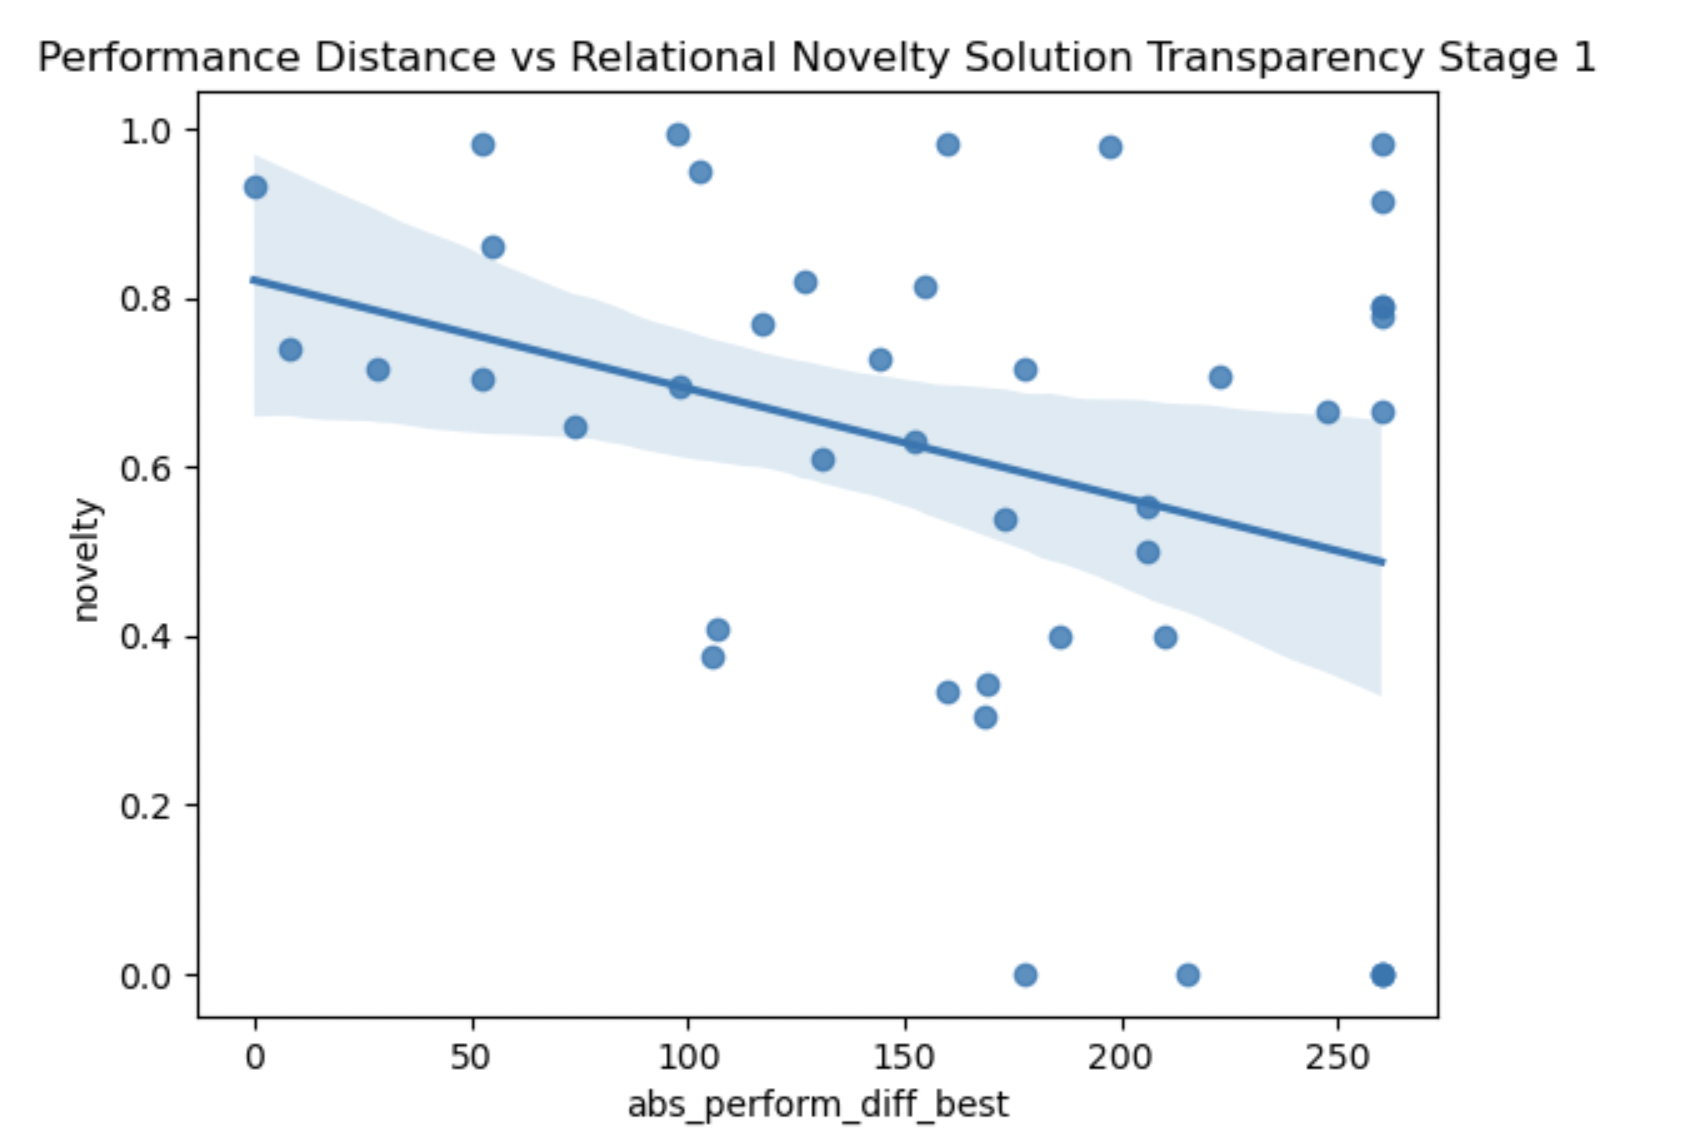 Performance Distance vs Relational Novelty Solution Transparency Stage 1
1.0
0.8
0.6
0.4
0.2
0.0
novelty
0 50 100 150 200 250
abs_perform_diff_best